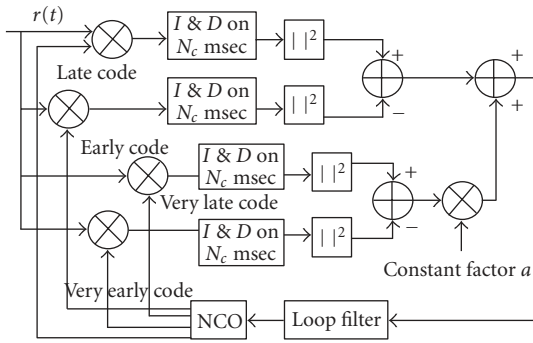 r(t)
I & D on
N_c msec
| |²
+
+
Late code
−
+
I & D on
N_c msec
| |²
Early code
I & D on
N_c msec
| |²
+
Very late code
−
I & D on
N_c msec
| |²
Constant factor a
Very early code
NCO
Loop filter